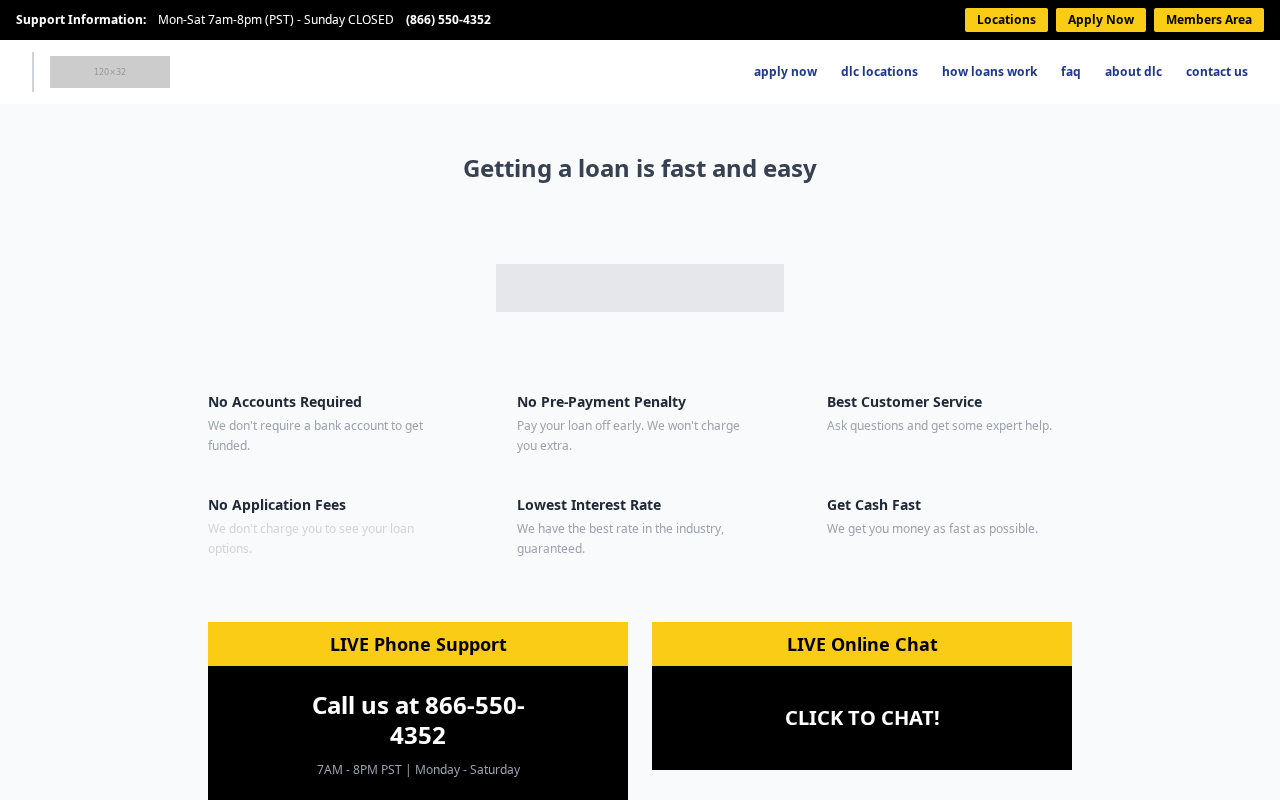 Support Information: Mon-Sat 7am-8pm (PST) - Sunday CLOSED (866) 550-4352 Locations Apply Now Members Area
120×32 apply now dlc locations how loans work faq about dlc contact us
Getting a loan is fast and easy
No Accounts Required
We don't require a bank account to get
funded.
No Pre-Payment Penalty
Pay your loan off early. We won't charge
you extra.
Best Customer Service
Ask questions and get some expert help.
No Application Fees
We don't charge you to see your loan
options.
Lowest Interest Rate
We have the best rate in the industry,
guaranteed.
Get Cash Fast
We get you money as fast as possible.
LIVE Phone Support
Call us at 866-550-
4352
7AM - 8PM PST | Monday - Saturday
LIVE Online Chat
CLICK TO CHAT!